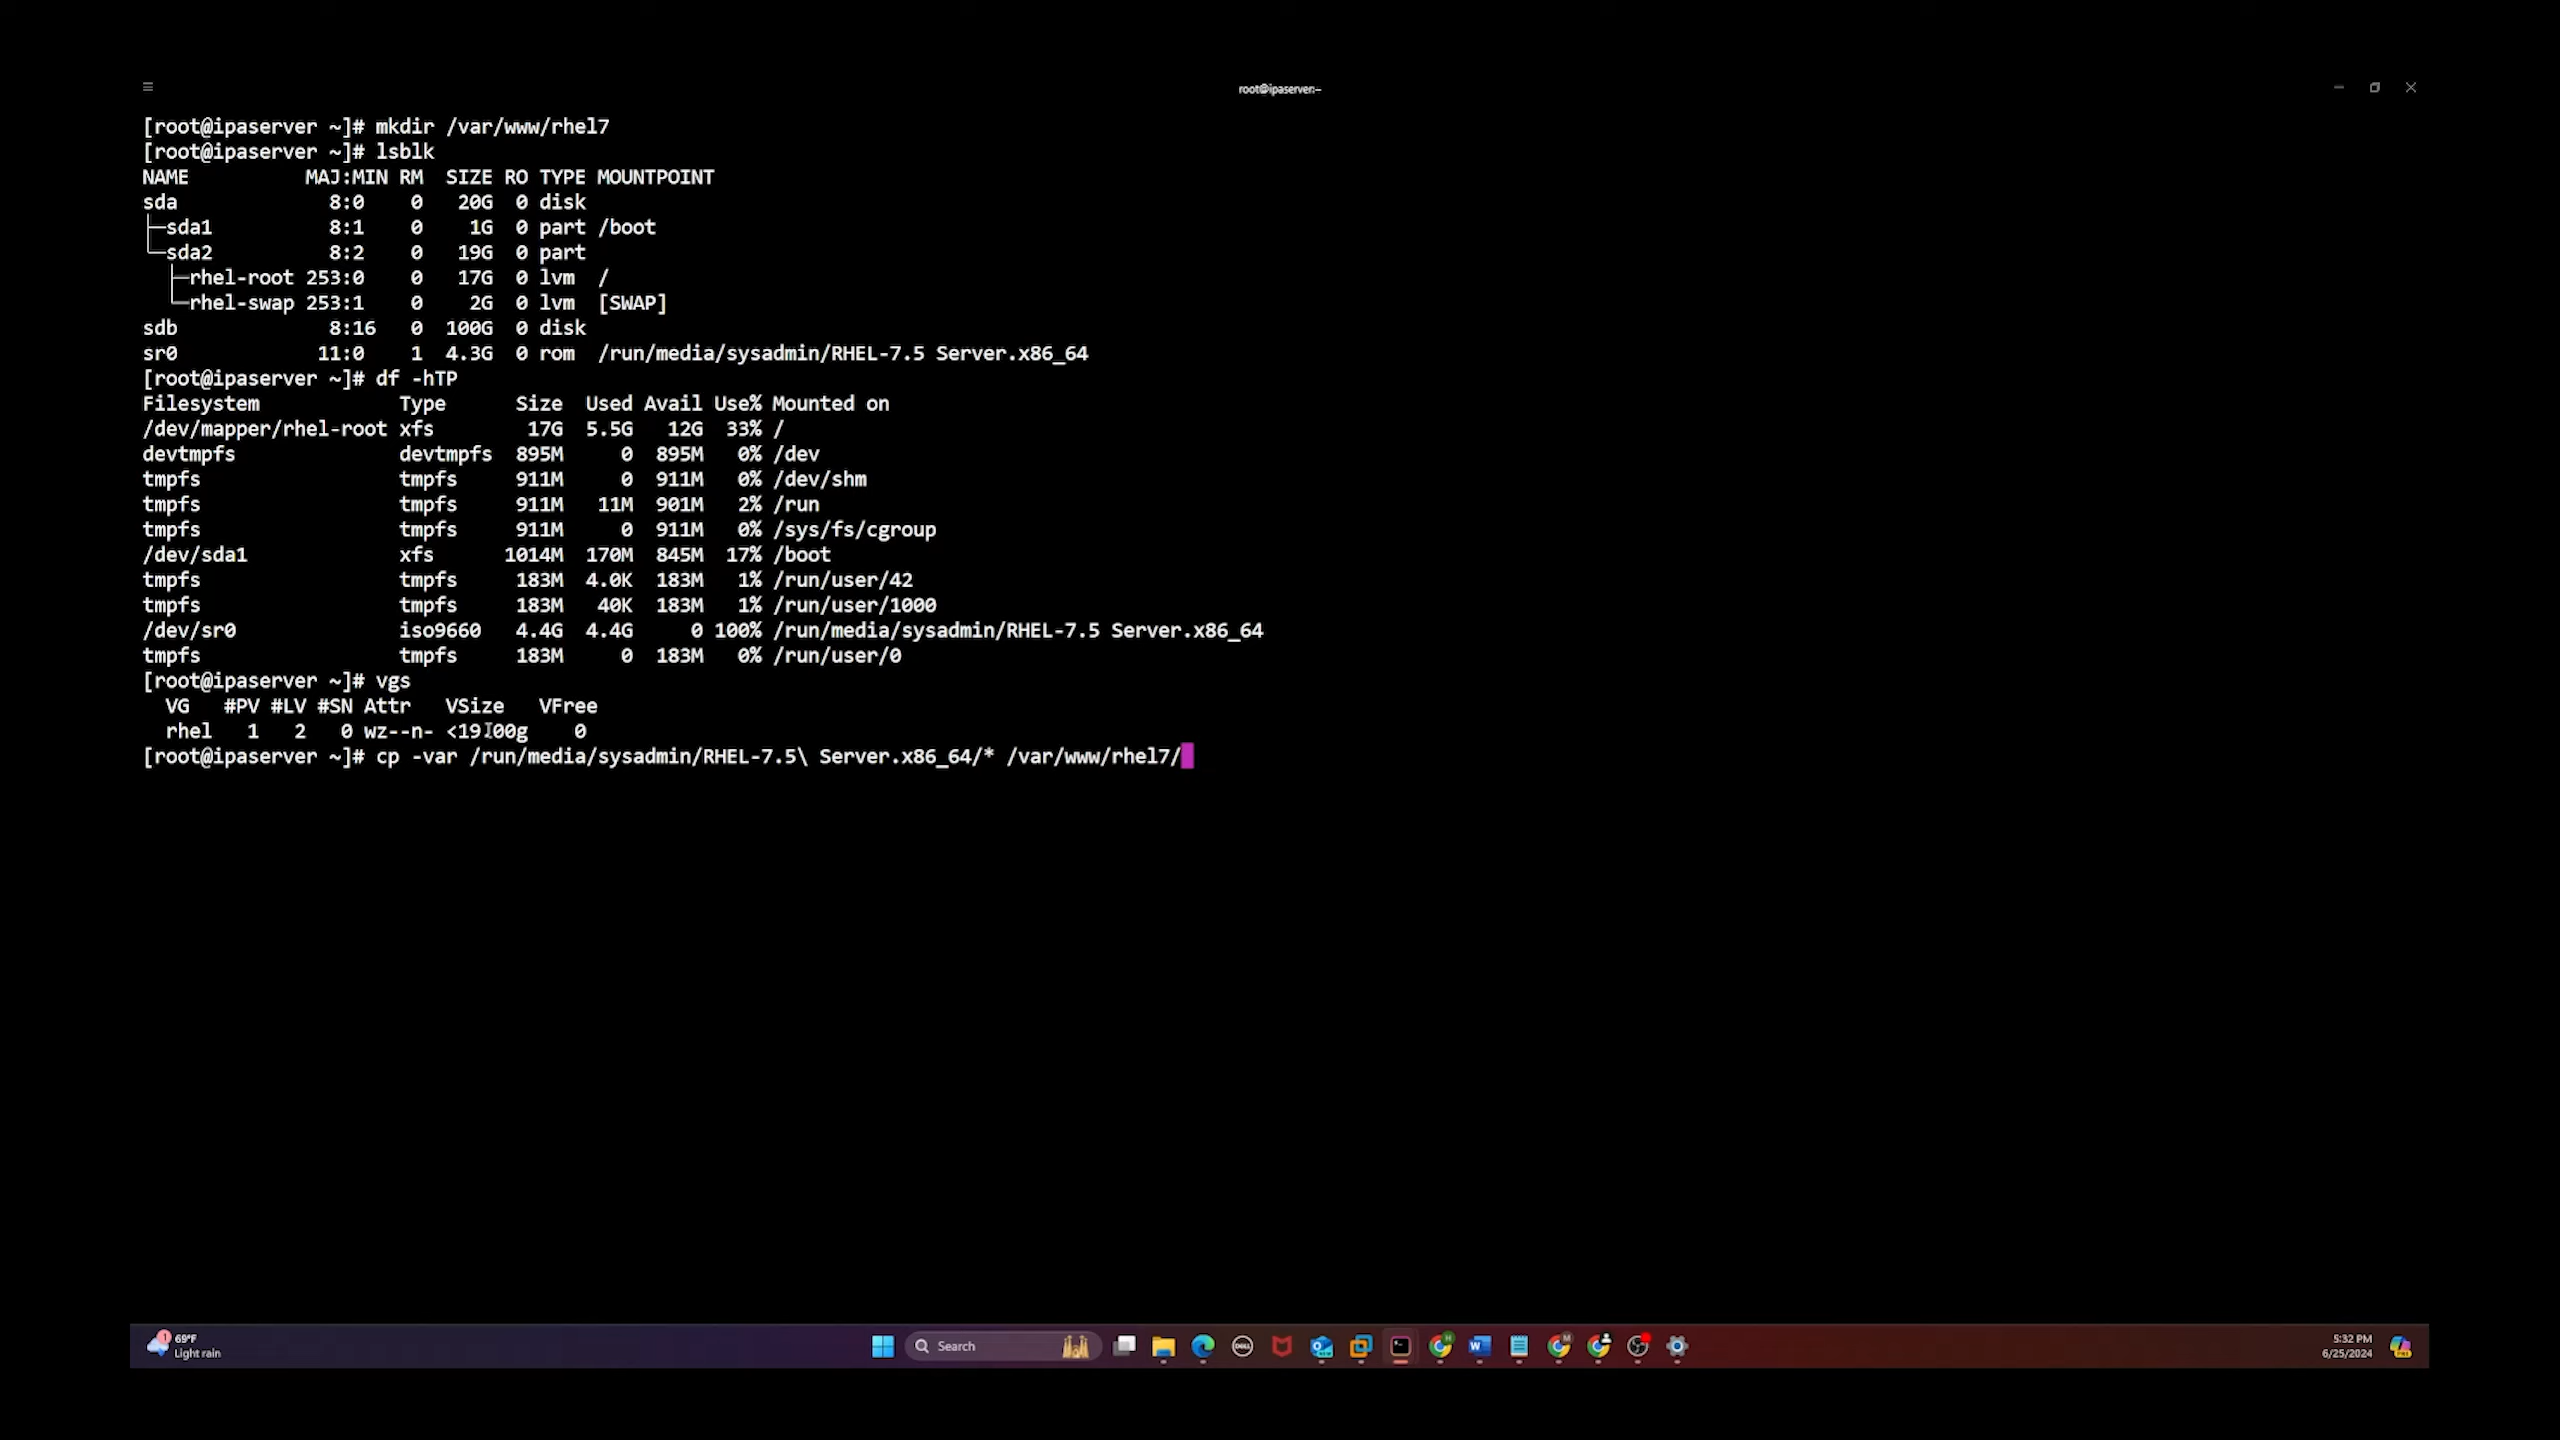 root@ipaserver:~
[root@ipaserver ~]# mkdir /var/www/rhel7
[root@ipaserver ~]# lsblk
NAME MAJ:MIN RM SIZE RO TYPE MOUNTPOINT
sda 8:0 0 20G 0 disk
├─sda1 8:1 0 1G 0 part /boot
└─sda2 8:2 0 19G 0 part
├─rhel-root 253:0 0 17G 0 lvm /
└─rhel-swap 253:1 0 2G 0 lvm [SWAP]
sdb 8:16 0 100G 0 disk
sr0 11:0 1 4.3G 0 rom /run/media/sysadmin/RHEL-7.5 Server.x86_64
[root@ipaserver ~]# df -hTP
Filesystem Type Size Used Avail Use% Mounted on
/dev/mapper/rhel-root xfs 17G 5.5G 12G 33% /
devtmpfs devtmpfs 895M 0 895M 0% /dev
tmpfs tmpfs 911M 0 911M 0% /dev/shm
tmpfs tmpfs 911M 11M 901M 2% /run
tmpfs tmpfs 911M 0 911M 0% /sys/fs/cgroup
/dev/sda1 xfs 1014M 170M 845M 17% /boot
tmpfs tmpfs 183M 4.0K 183M 1% /run/user/42
tmpfs tmpfs 183M 40K 183M 1% /run/user/1000
/dev/sr0 iso9660 4.4G 4.4G 0 100% /run/media/sysadmin/RHEL-7.5 Server.x86_64
tmpfs tmpfs 183M 0 183M 0% /run/user/0
[root@ipaserver ~]# vgs
VG #PV #LV #SN Attr VSize VFree
rhel 1 2 0 wz--n- <19.00g 0
[root@ipaserver ~]# cp -var /run/media/sysadmin/RHEL-7.5\ Server.x86_64/* /var/www/rhel7/
1
69°F
Light rain
Search
DELL
5:32 PM
6/25/2024